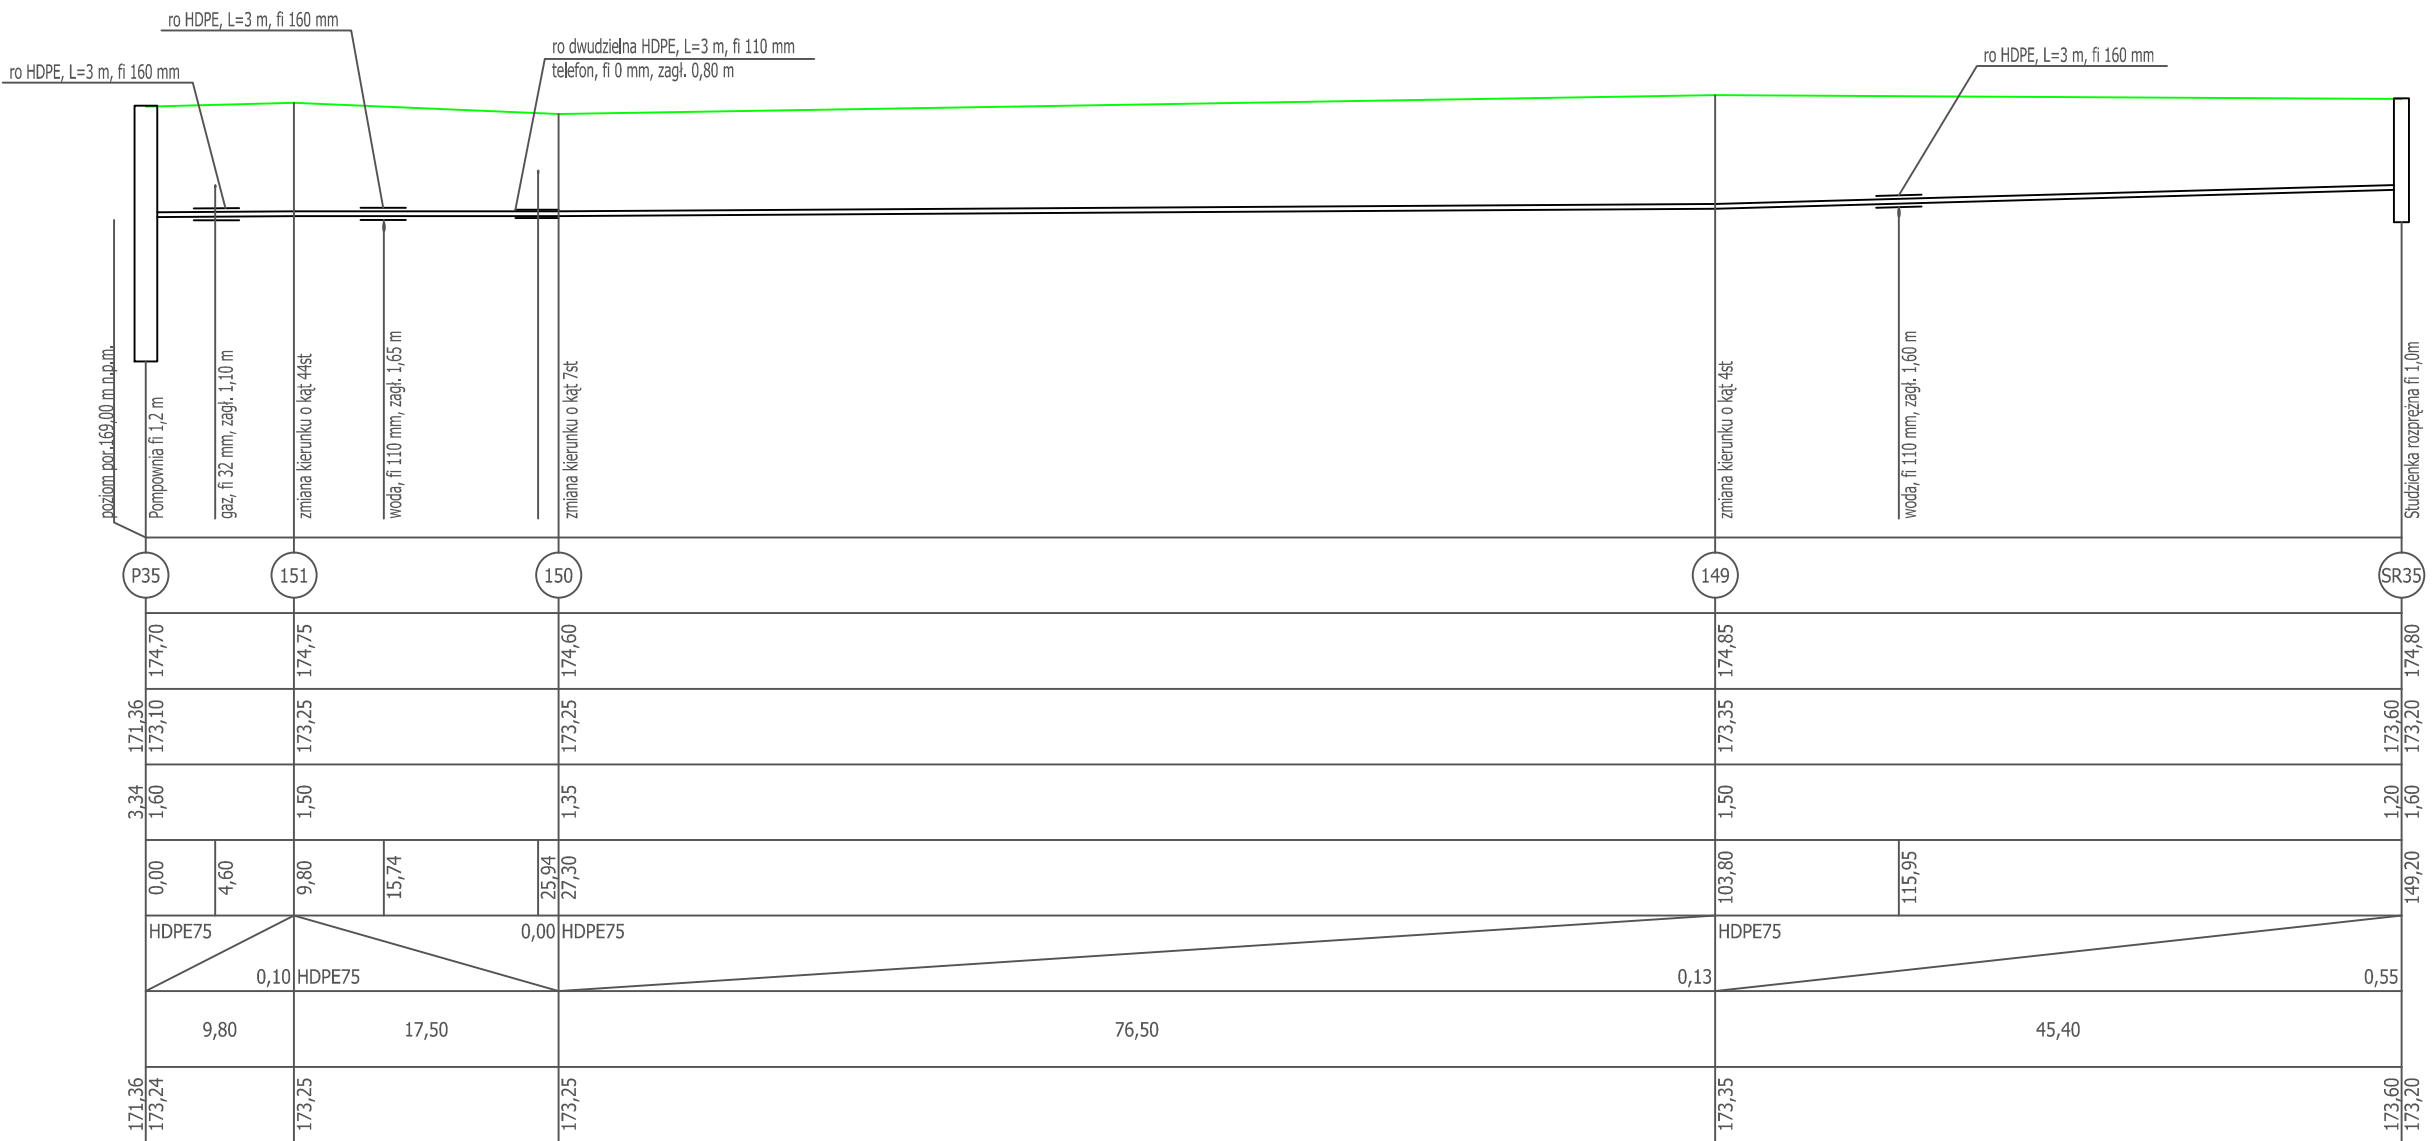 ro HDPE, L=3 m, fi 160 mm
ro HDPE, L=3 m, fi 160 mm
ro dwudzielna HDPE, L=3 m, fi 110 mm
telefon, fi 0 mm, zagł. 0,80 m
ro HDPE, L=3 m, fi 160 mm
poziom por.169,00 m n.p.m.
Pompownia fi 1,2 m
gaz, fi 32 mm, zagł. 1,10 m
zmiana kierunku o kąt 44st
woda, fi 110 mm, zagł. 1,65 m
zmiana kierunku o kąt 7st
zmiana kierunku o kąt 4st
woda, fi 110 mm, zagł. 1,60 m
Studzienka rozprężna fi 1,0m
P35
151
150
149
SR35
174,70
174,75
174,60
174,85
174,80
171,36
173,10
173,25
173,25
173,35
173,60
173,20
3,34
1,60
1,50
1,35
1,50
1,20
1,60
0,00
4,60
9,80
15,74
25,94
27,30
103,80
115,95
149,20
HDPE75
0,00
HDPE75
HDPE75
0,10
HDPE75
0,13
0,55
9,80
17,50
76,50
45,40
171,36
173,24
173,25
173,25
173,35
173,60
173,20